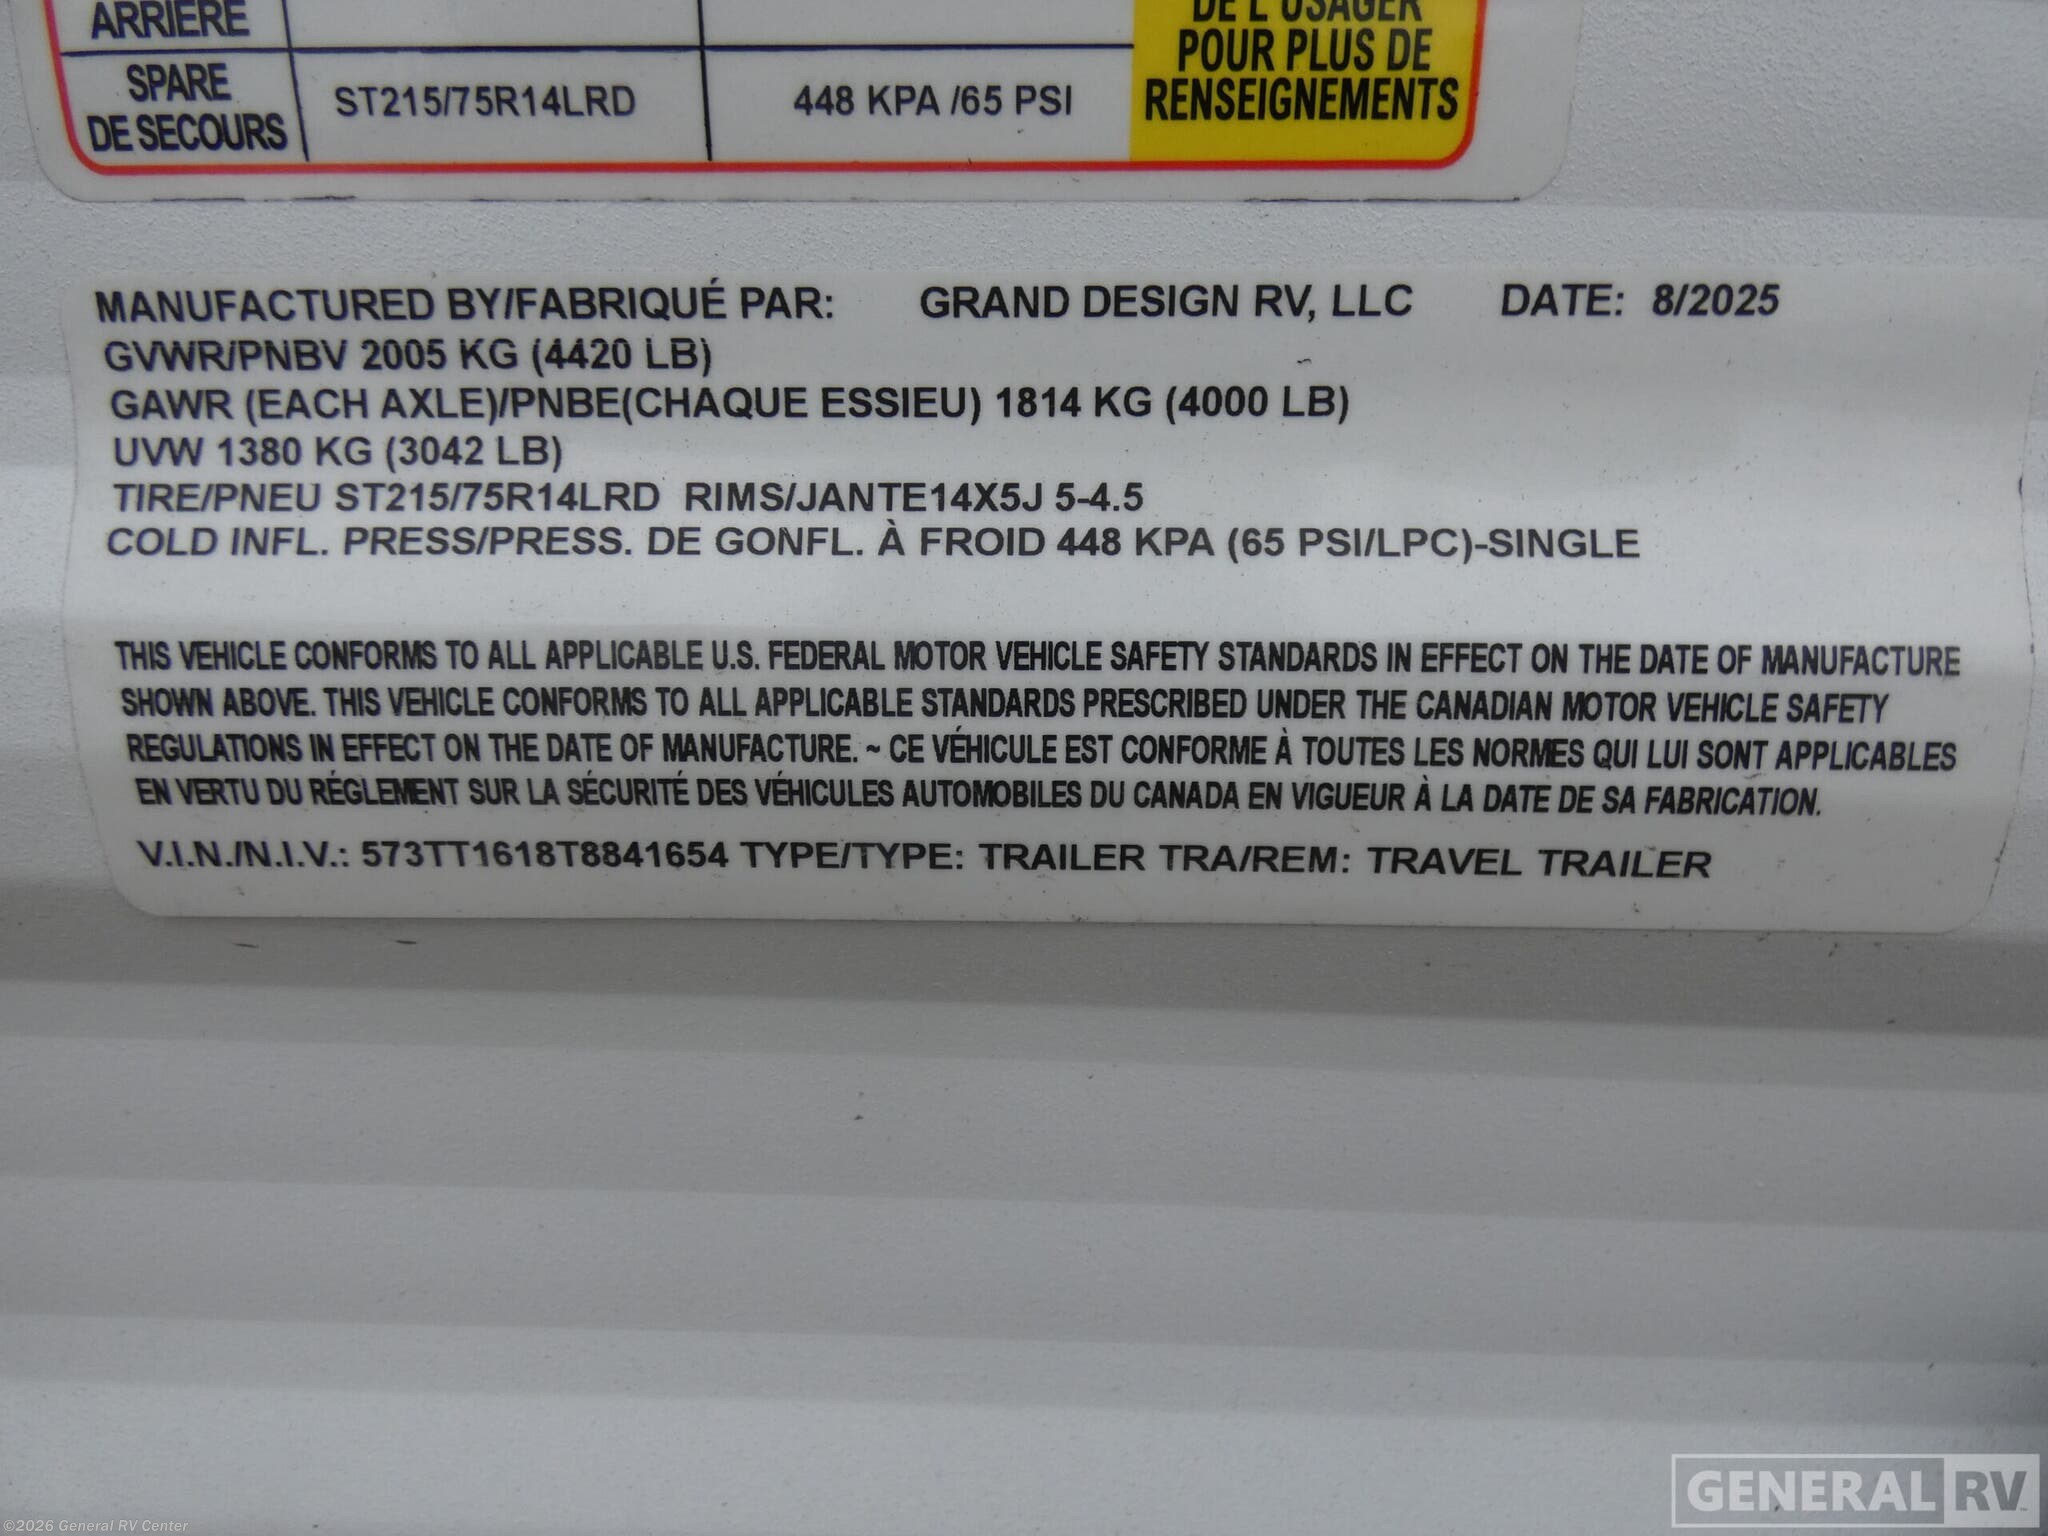 ARRIÈRE
DE L'USAGER
POUR PLUS DE
RENSEIGNEMENTS
SPARE
DE SECOURS
ST215/75R14LRD
448 KPA /65 PSI
MANUFACTURED BY/FABRIQUÉ PAR: GRAND DESIGN RV, LLC DATE: 8/2025
GVWR/PNBV 2005 KG (4420 LB)
GAWR (EACH AXLE)/PNBE(CHAQUE ESSIEU) 1814 KG (4000 LB)
UVW 1380 KG (3042 LB)
TIRE/PNEU ST215/75R14LRD RIMS/JANTE14X5J 5-4.5
COLD INFL. PRESS/PRESS. DE GONFL. À FROID 448 KPA (65 PSI/LPC)-SINGLE
THIS VEHICLE CONFORMS TO ALL APPLICABLE U.S. FEDERAL MOTOR VEHICLE SAFETY STANDARDS IN EFFECT ON THE DATE OF MANUFACTURE
SHOWN ABOVE. THIS VEHICLE CONFORMS TO ALL APPLICABLE STANDARDS PRESCRIBED UNDER THE CANADIAN MOTOR VEHICLE SAFETY
REGULATIONS IN EFFECT ON THE DATE OF MANUFACTURE. ~ CE VÉHICULE EST CONFORME À TOUTES LES NORMES QUI LUI SONT APPLICABLES
EN VERTU DU RÉGLEMENT SUR LA SÉCURITÉ DES VÉHICULES AUTOMOBILES DU CANADA EN VIGUEUR À LA DATE DE SA FABRICATION.
V.I.N./N.I.V.: 573TT1618T8841654 TYPE/TYPE: TRAILER TRA/REM: TRAVEL TRAILER
GENERAL RV
©2026 General RV Center